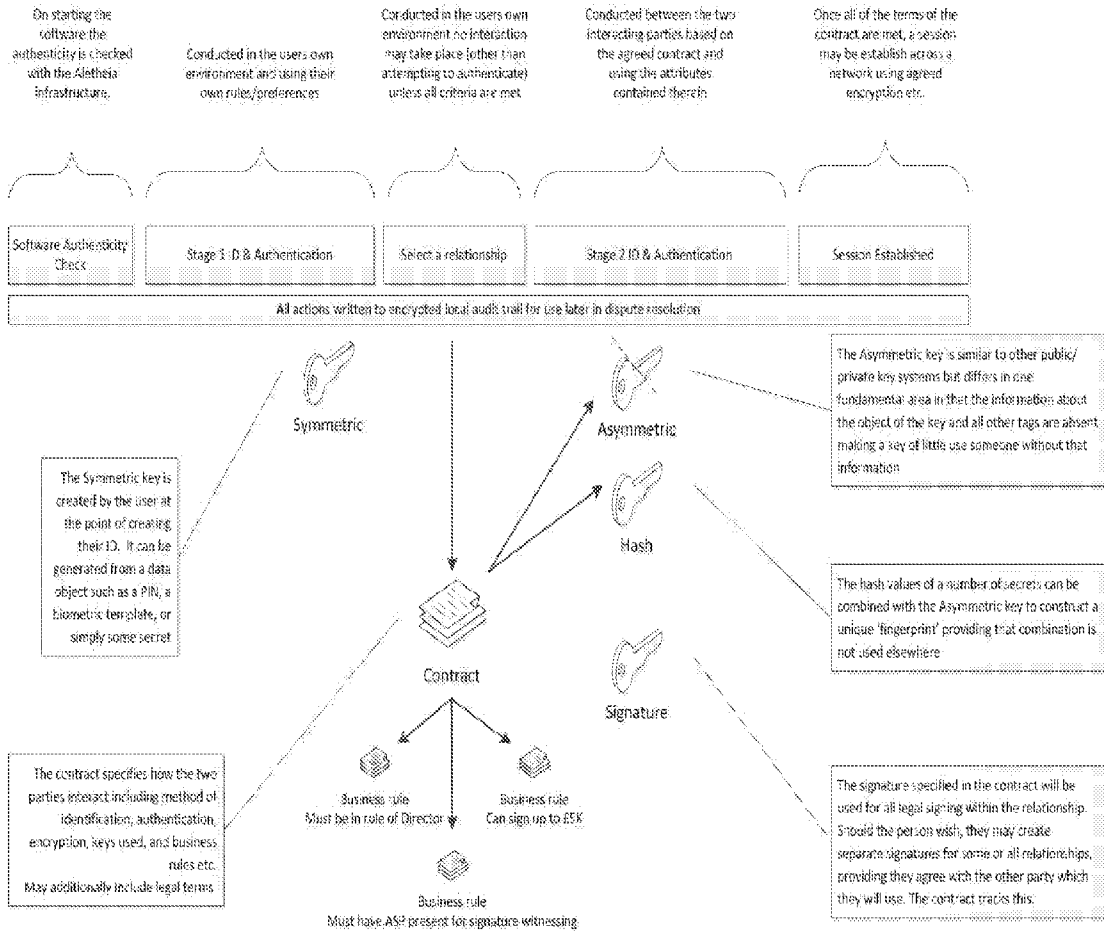 On starting the
software the
authenticity is checked
with the Aletheia
infrastructure.
Conducted in the users own
environment and using their
own rules/preferences
Conducted in the users own
environment no interaction
may take place (other than
attempting to authenticate)
unless all criteria are met
Conducted between the two
interacting parties based on
the agreed contract and
using the attributes
contained therein
Once all of the terms of the
contract are met, a session
may be establish across a
network using agreed
encryption etc.
Software Authenticity
Check
Stage 1 ID & Authentication
Select a relationship
Stage 2 ID & Authentication
Session Established
All actions written to encrypted local audit trail for use later in dispute resolution
Symmetric
Asymmetric
The Asymmetric key is similar to other public/
private key systems but differs in one
fundamental area in that the information about
the object of the key and all other tags are absent
making a key of little use someone without that
information
The Symmetric key is
created by the user at
the point of creating
their ID. It can be
generated from a data
object such as a PIN, a
biometric template, or
simply some secret
Hash
The hash values of a number of secrets can be
combined with the Asymmetric key to construct a
unique 'fingerprint' providing that combination is
not used elsewhere
Contract
Signature
The contract specifies how the two
parties interact including method of
identification, authentication,
encryption, keys used, and business
rules etc.
May additionally include legal terms
Business rule
Must be in role of Director
Business rule
Can sign up to £5K
Business rule
Must have ASP present for signature witnessing
The signature specified in the contract will be
used for all legal signing within the relationship.
Should the person wish, they may create
separate signatures for some or all relationships,
providing they agree with the other party which
they will use. The contract tracks this.